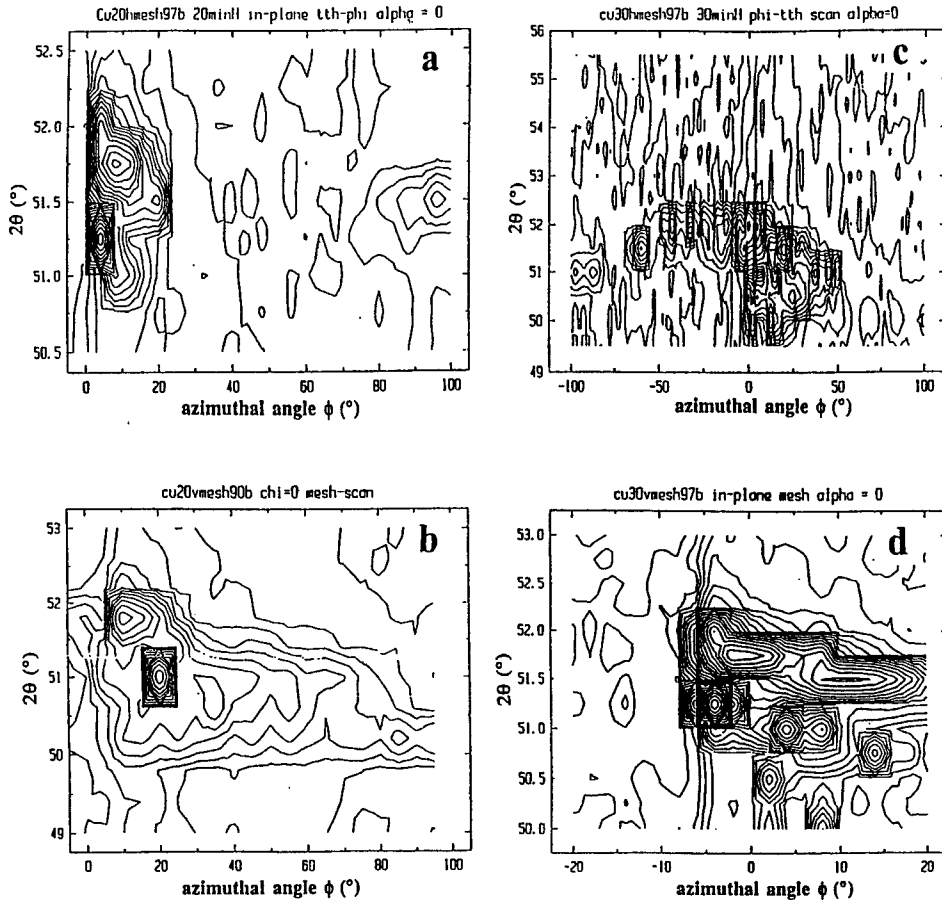 Cu20hmesh97b 20minH in-plane tth-phi alpha = 0
a
52.5
52.0
51.5
51.0
50.5
2θ (°)
0 20 40 60 80 100
azimuthal angle ϕ (°)
cu30hmesh97b 30minH phi-tth scan alpha=0
c
56
55
54
53
52
51
50
49
2θ (°)
-100 -50 0 50 100
azimuthal angle ϕ (°)
cu20vmesh90b chi=0 mesh-scan
b
53
52
51
50
49
2θ (°)
0 20 40 60 80 100
azimuthal angle ϕ (°)
cu30vmesh97b in-plane mesh alpha = 0
d
53.0
52.5
52.0
51.5
51.0
50.5
50.0
2θ (°)
-20 -10 0 10 20
azimuthal angle ϕ (°)